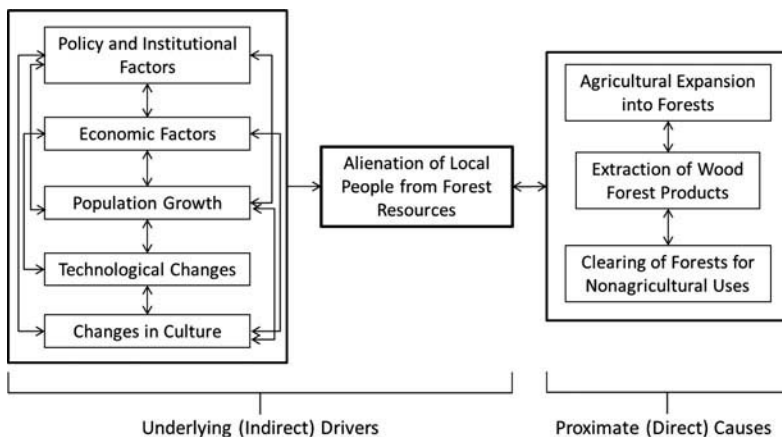 Policy and Institutional
Factors
Economic Factors
Population Growth
Technological Changes
Changes in Culture
Alienation of Local
People from Forest
Resources
Agricultural Expansion
into Forests
Extraction of Wood
Forest Products
Clearing of Forests for
Nonagricultural Uses
Underlying (Indirect) Drivers
Proximate (Direct) Causes